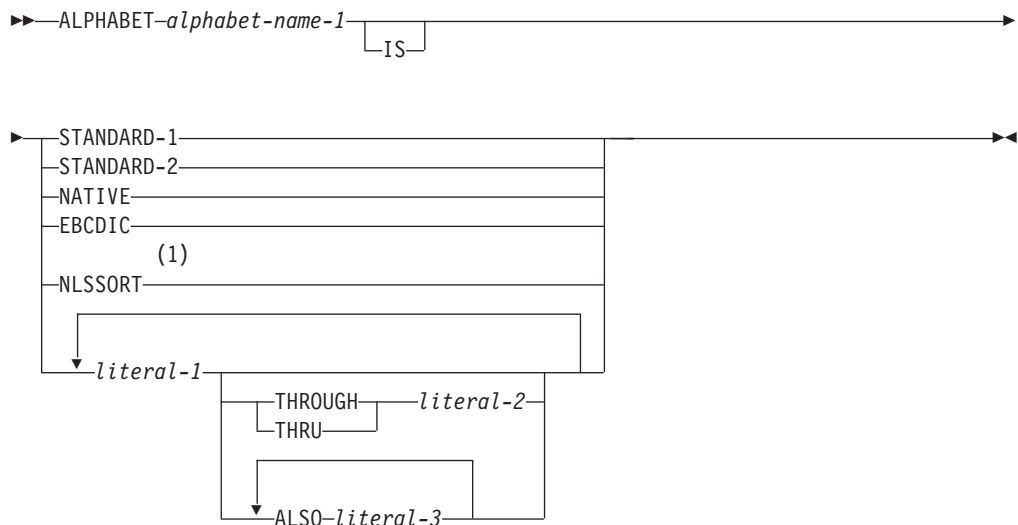 ALPHABET alphabet-name-1
IS
STANDARD-1
STANDARD-2
NATIVE
EBCDIC
(1)
NLSSORT
literal-1
THROUGH literal-2
THRU
ALSO literal-3